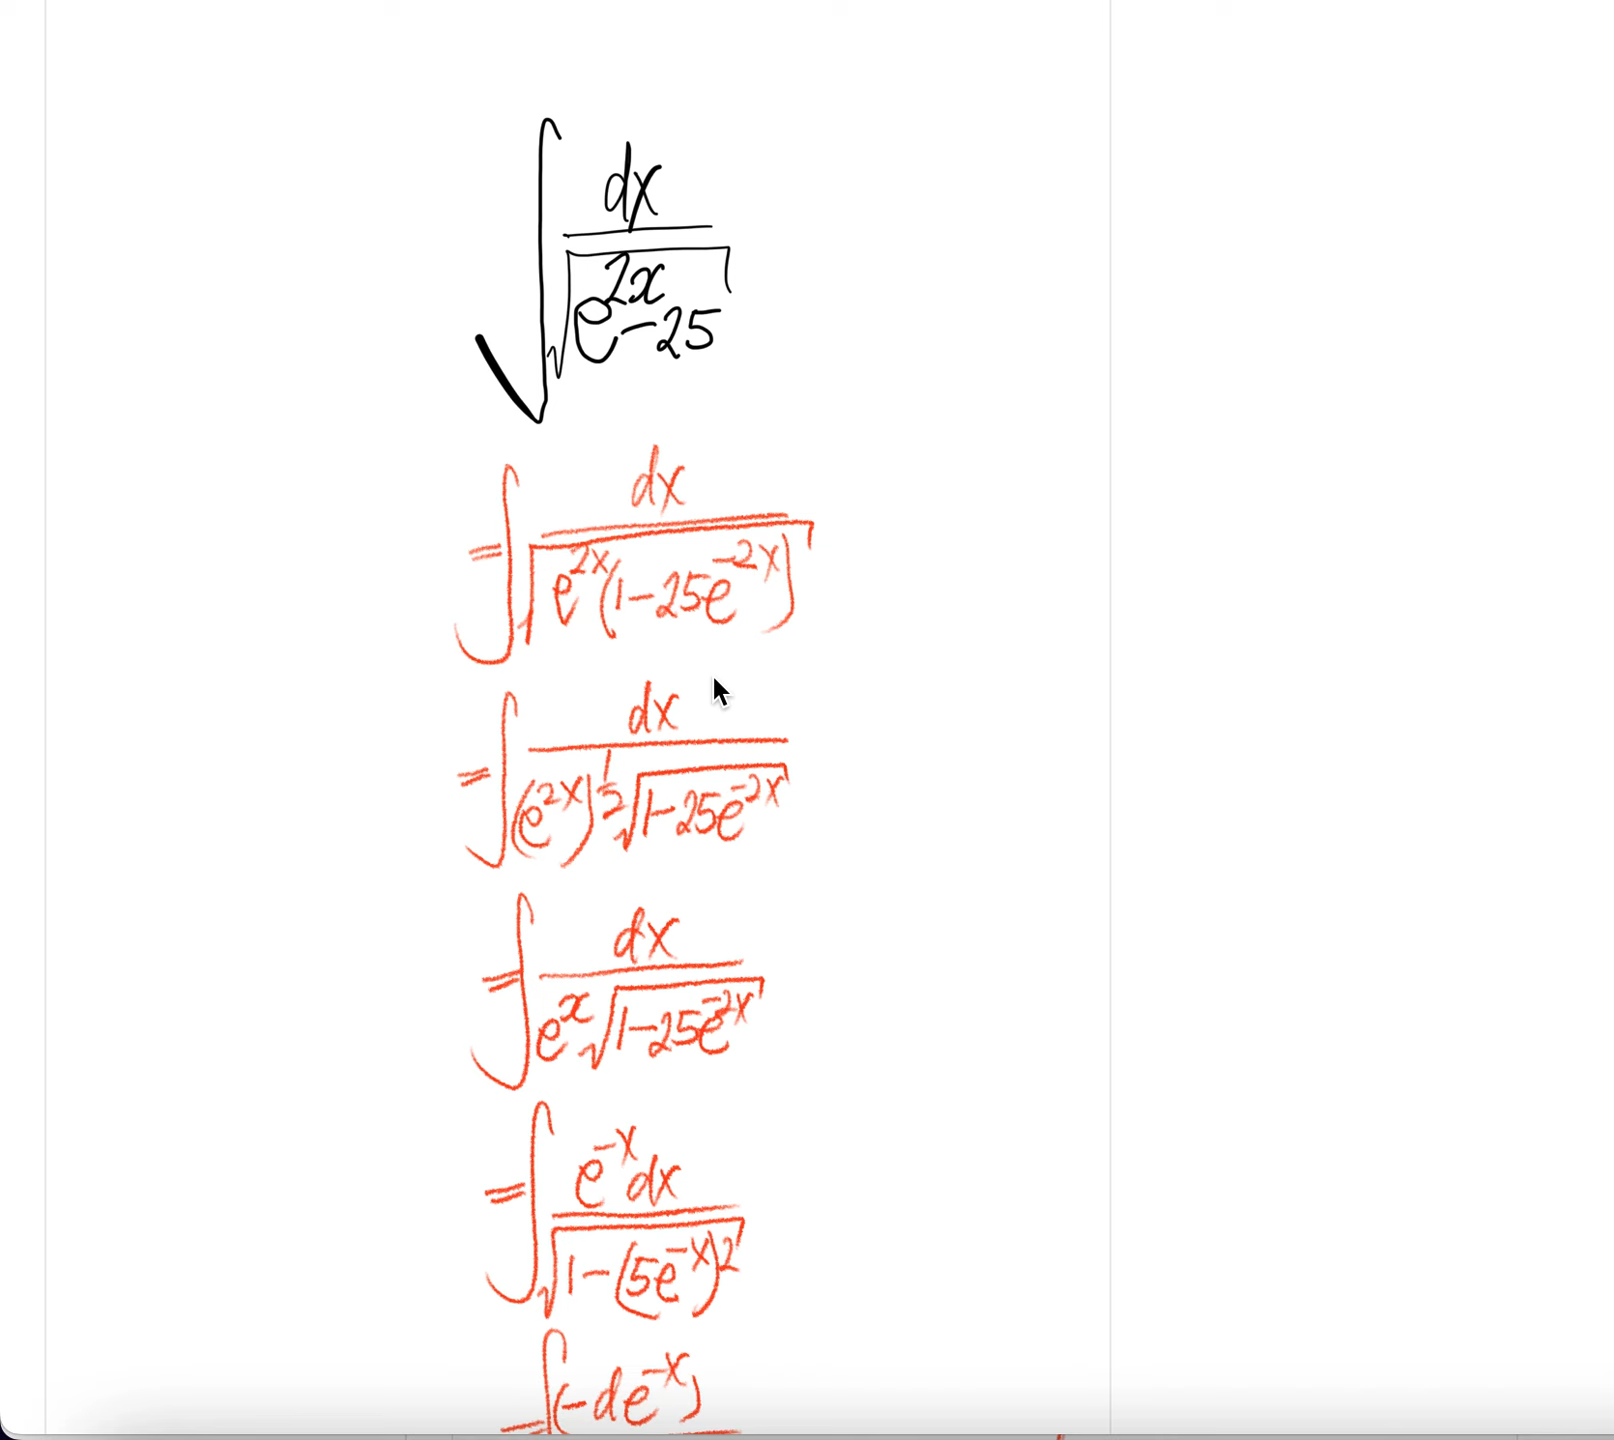 ∫ dx / √(e^{2x} - 25)
= ∫ dx / √(e^{2x}(1 - 25e^{-2x}))
= ∫ dx / ((e^{2x})^{1/2} √(1 - 25e^{-2x}))
= ∫ dx / (e^x √(1 - 25e^{-2x}))
= ∫ e^{-x}dx / √(1 - (5e^{-x})^2)
= ∫ (-de^{-x})